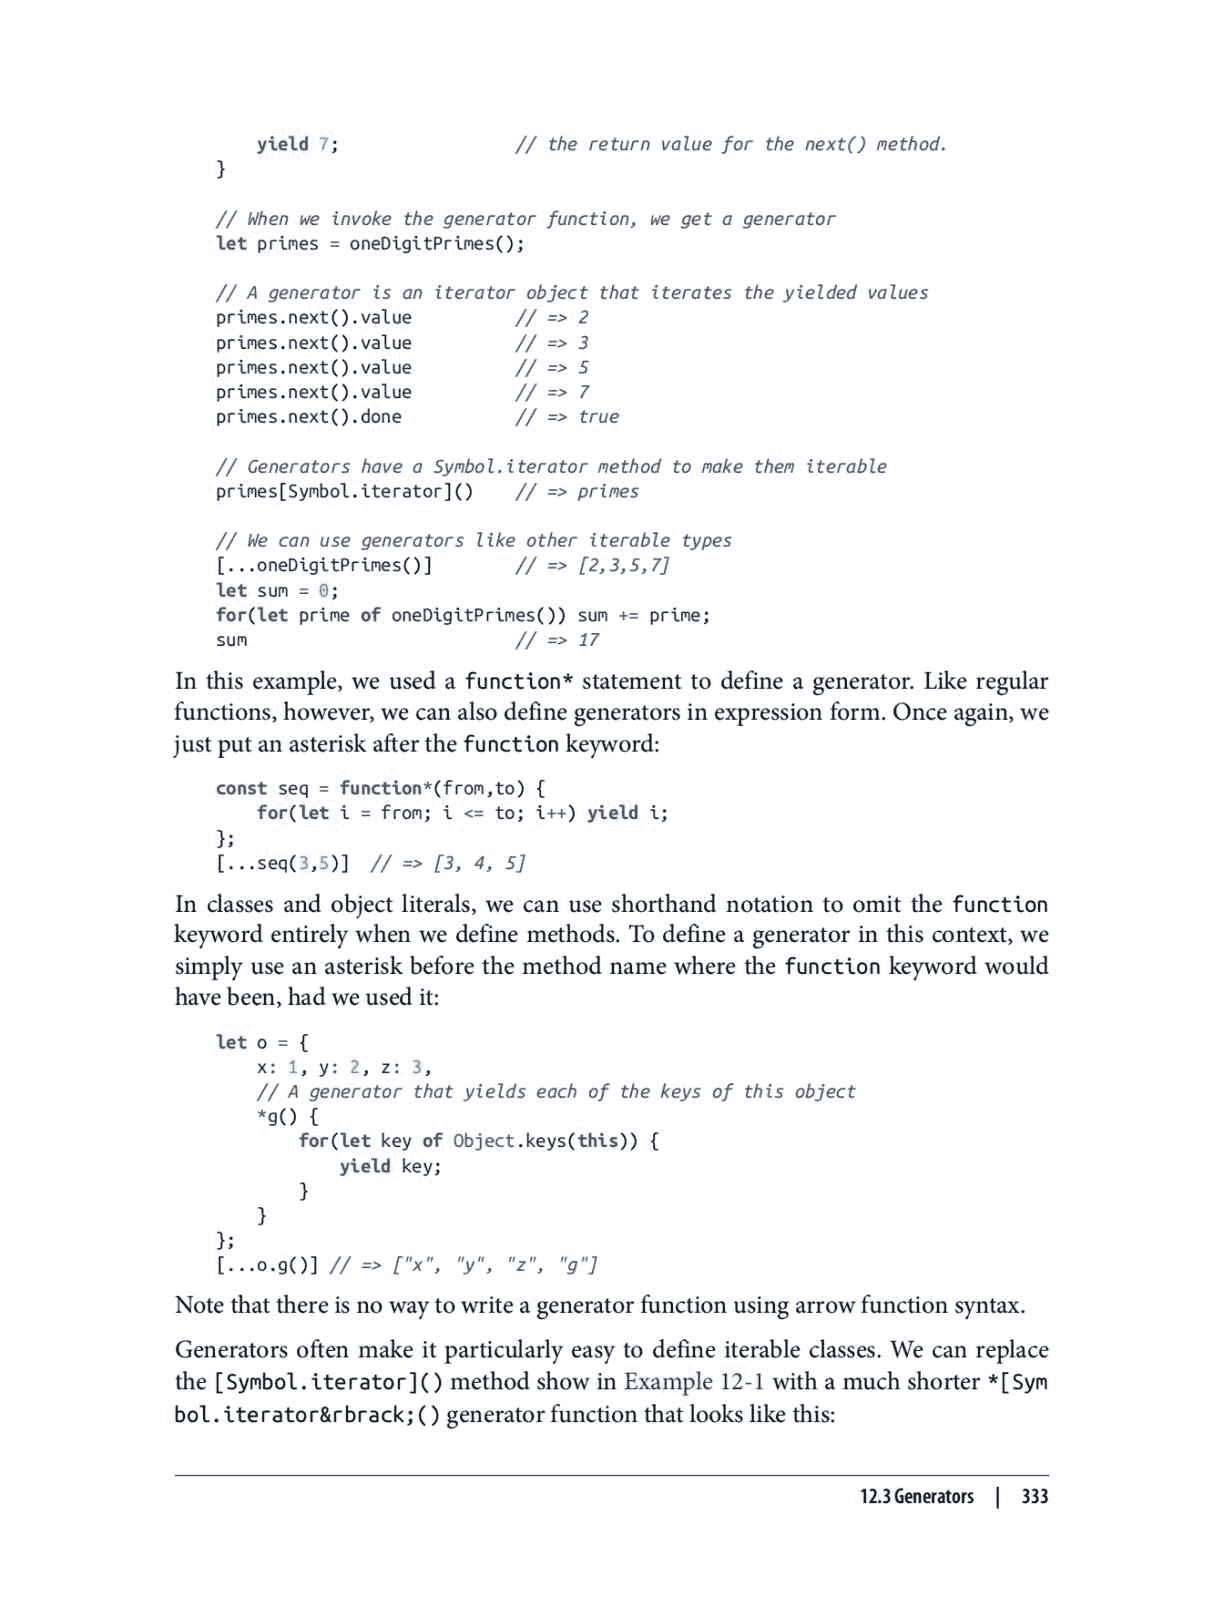 yield 7;                 // the return value for the next() method.
}
// When we invoke the generator function, we get a generator
let primes = oneDigitPrimes();
// A generator is an iterator object that iterates the yielded values
primes.next().value          // => 2
primes.next().value          // => 3
primes.next().value          // => 5
primes.next().value          // => 7
primes.next().done           // => true
// Generators have a Symbol.iterator method to make them iterable
primes[Symbol.iterator]()    // => primes
// We can use generators like other iterable types
[...oneDigitPrimes()]        // => [2,3,5,7]
let sum = 0;
for(let prime of oneDigitPrimes()) sum += prime;
sum                          // => 17
In this example, we used a function* statement to define a generator. Like regular
functions, however, we can also define generators in expression form. Once again, we
just put an asterisk after the function keyword:
const seq = function*(from,to) {
    for(let i = from; i <= to; i++) yield i;
};
[...seq(3,5)]  // => [3, 4, 5]
In classes and object literals, we can use shorthand notation to omit the function
keyword entirely when we define methods. To define a generator in this context, we
simply use an asterisk before the method name where the function keyword would
have been, had we used it:
let o = {
    x: 1, y: 2, z: 3,
    // A generator that yields each of the keys of this object
    *g() {
        for(let key of Object.keys(this)) {
            yield key;
        }
    }
};
[...o.g()] // => ["x", "y", "z", "g"]
Note that there is no way to write a generator function using arrow function syntax.
Generators often make it particularly easy to define iterable classes. We can replace
the [Symbol.iterator]() method show in Example 12-1 with a much shorter *[Sym
bol.iterator&rbrack;() generator function that looks like this:
12.3 Generators | 333